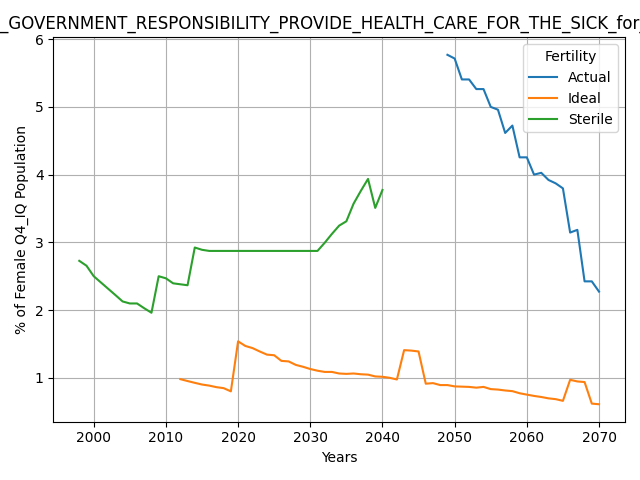 _GOVERNMENT_RESPONSIBILITY_PROVIDE_HEALTH_CARE_FOR_THE_SICK_for_
6
5
4
3
2
1
% of Female Q4_IQ Population
Fertility
Actual
Ideal
Sterile
2000 2010 2020 2030 2040 2050 2060 2070
Years